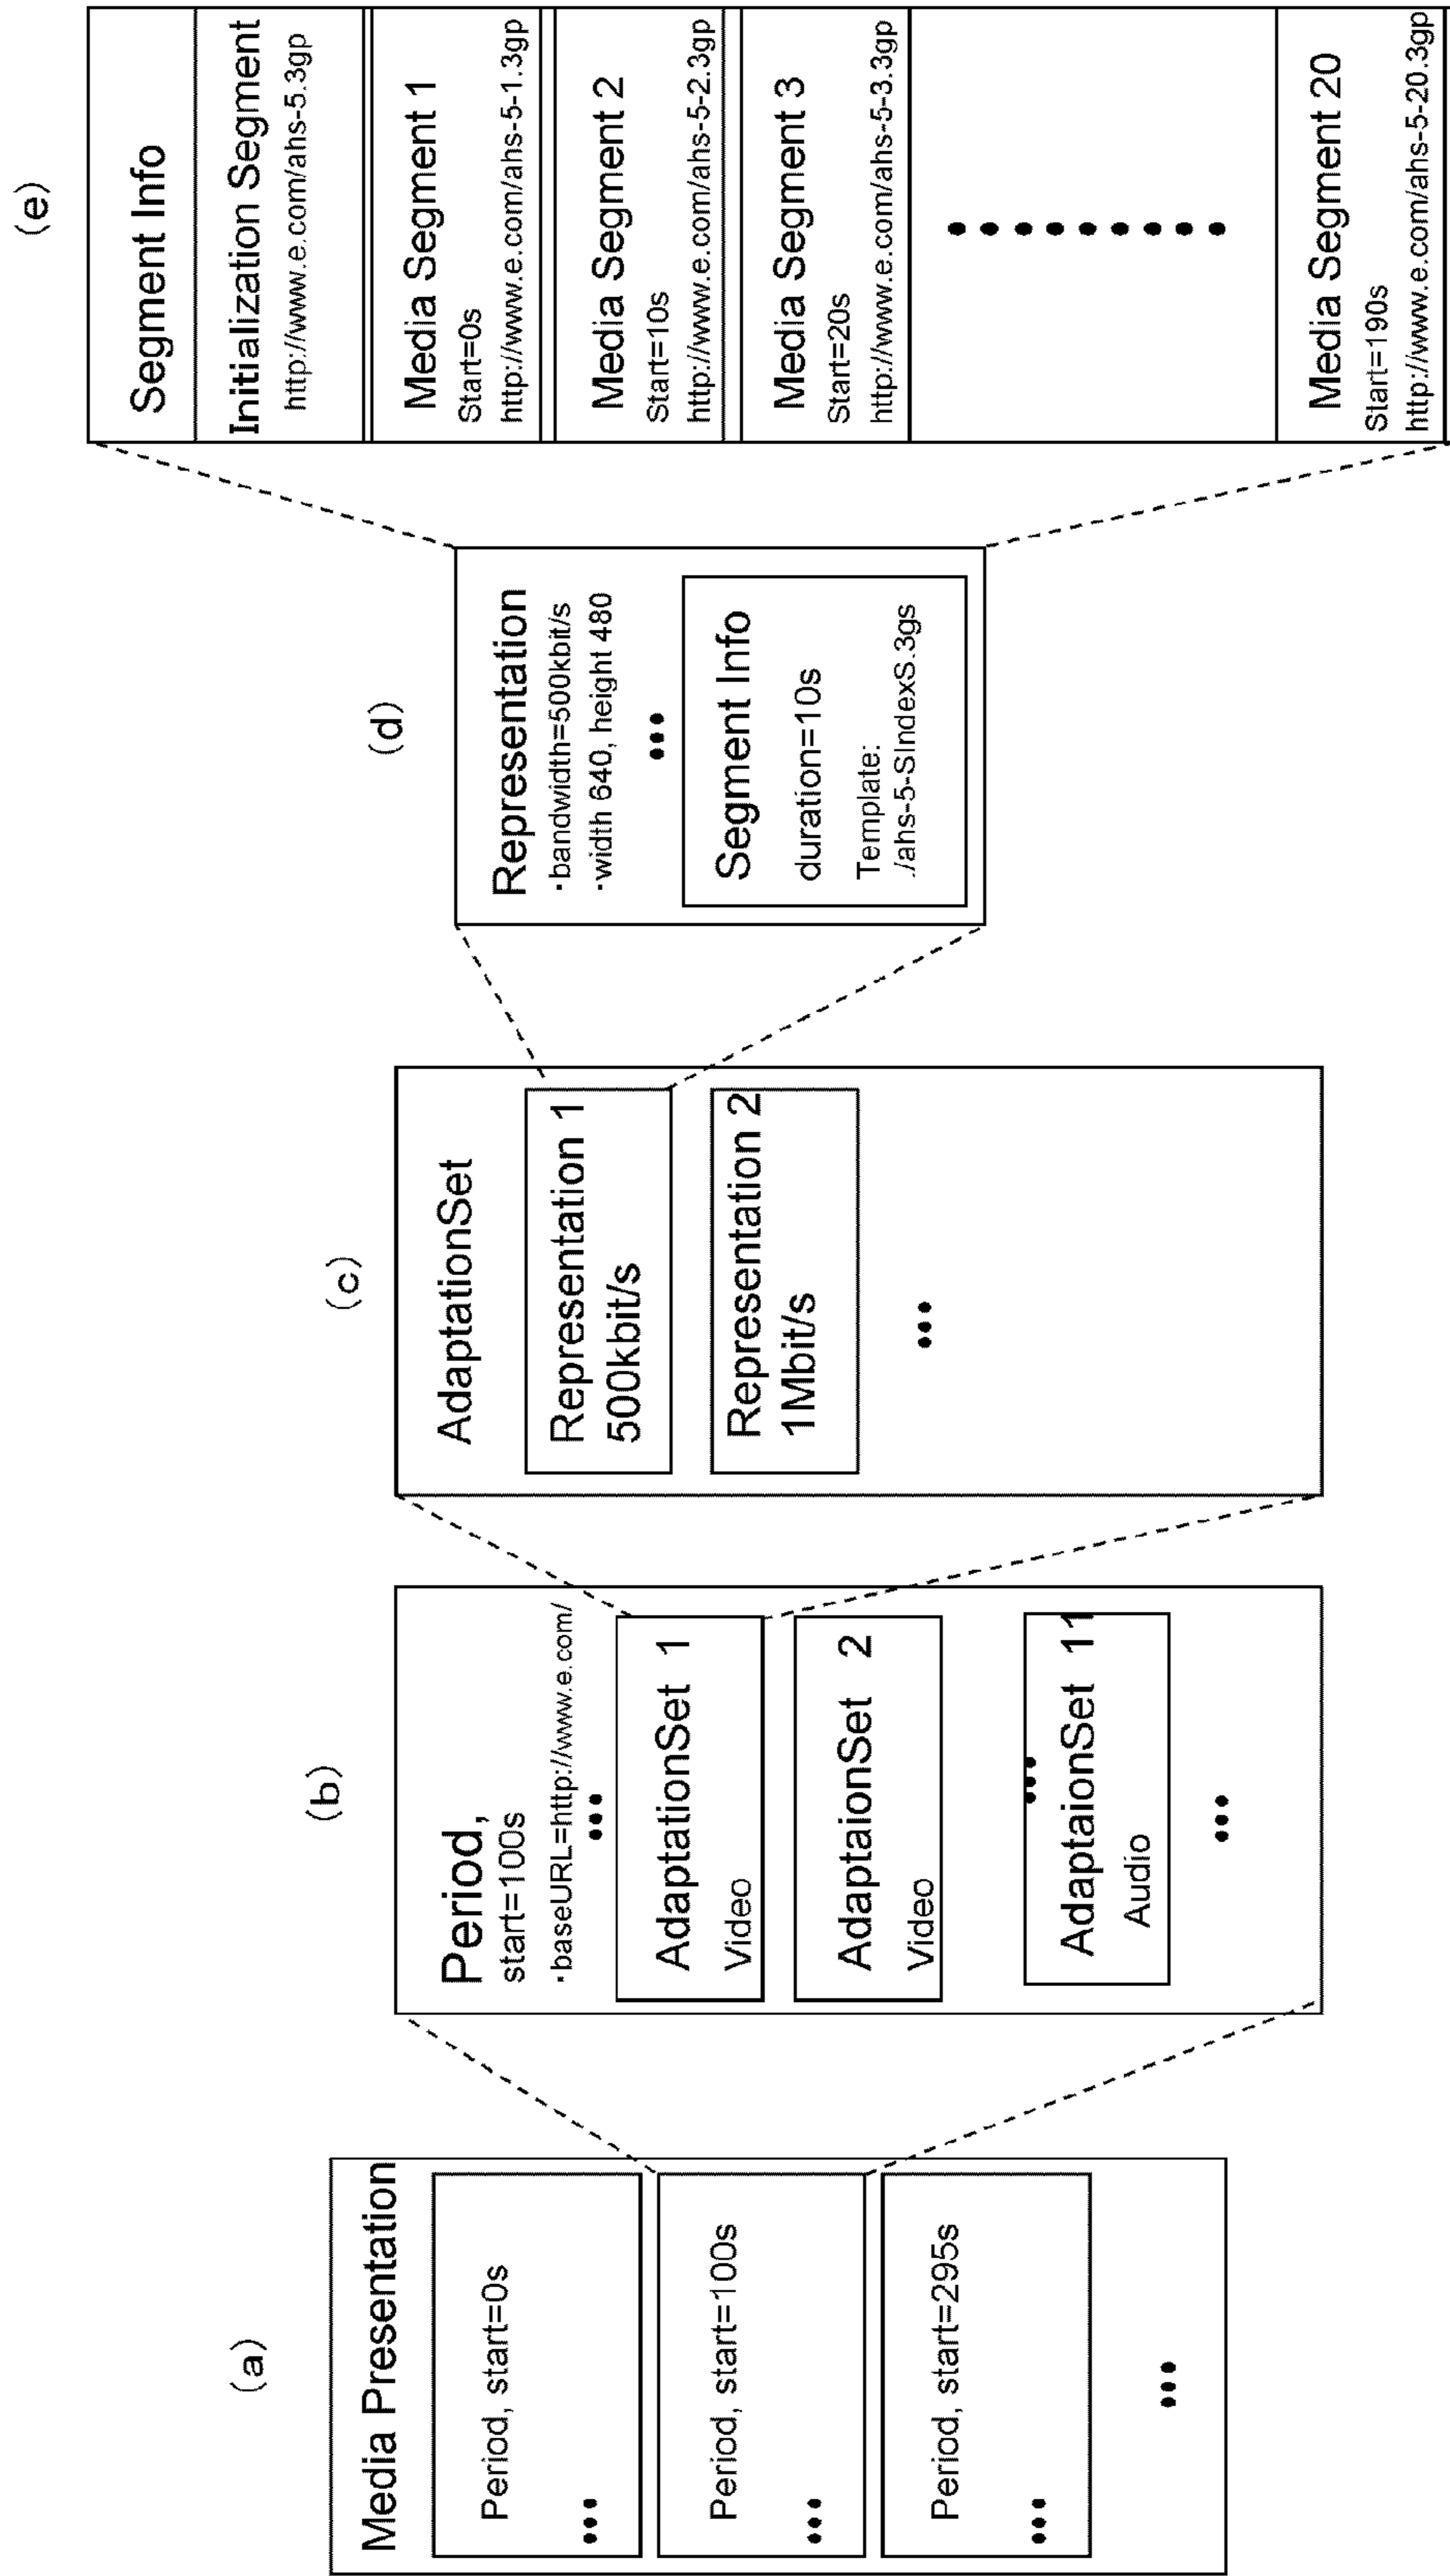 (a)
Media Presentation
Period, start=0s
•••
Period, start=100s
•••
Period, start=295s
•••
•••
(b)
Period,
start=100s
·baseURL=http://www.e.com/
•••
AdaptationSet 1
Video
AdaptaionSet 2
Video
•••
AdaptaionSet 11
Audio
•••
(c)
AdaptationSet
Representation 1
500kbit/s
Representation 2
1Mbit/s
•••
(d)
Representation
·bandwidth=500kbit/s
·width 640, height 480
•••
Segment Info
duration=10s
Template:
./ahs-5-SIndexS.3gs
(e)
Segment Info
Initialization Segment
http://www.e.com/ahs-5.3gp
Media Segment 1
Start=0s
http://www.e.com/ahs-5-1.3gp
Media Segment 2
Start=10s
http://www.e.com/ahs-5-2.3gp
Media Segment 3
Start=20s
http://www.e.com/ahs-5-3.3gp
•••••••••
Media Segment 20
Start=190s
http://www.e.com/ahs-5-20.3gp